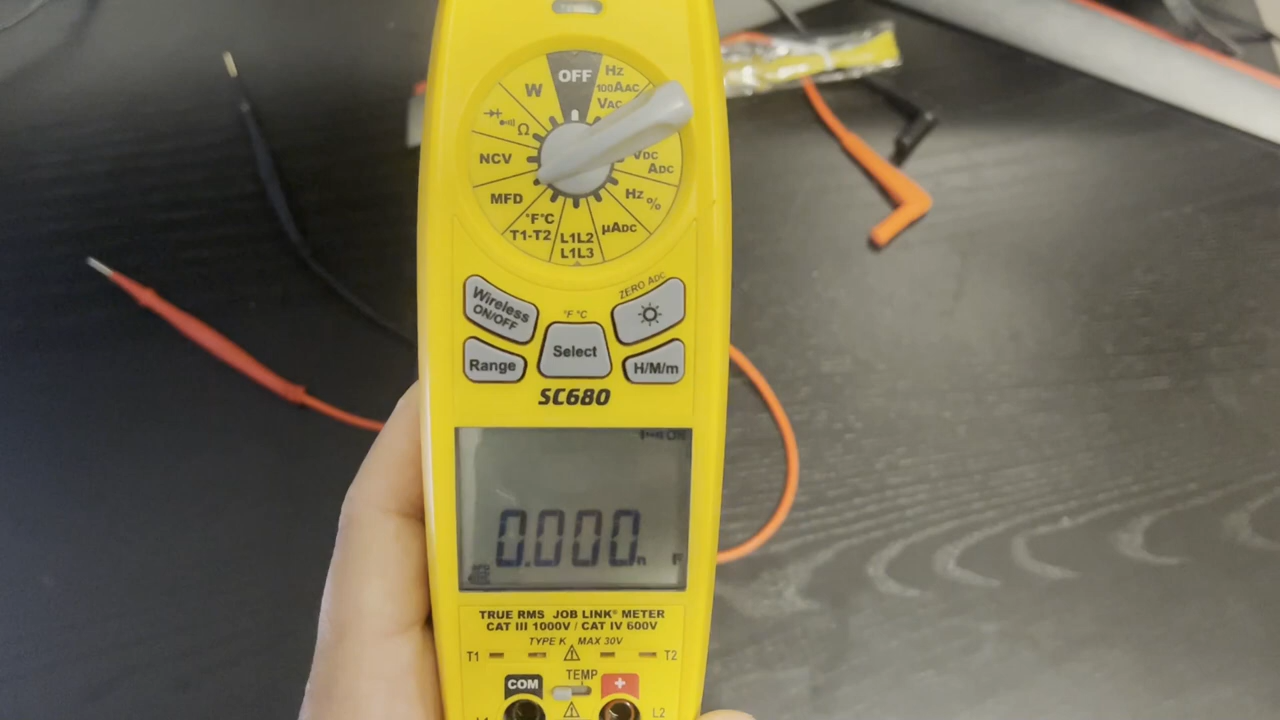 OFF
Hz
100AAC
VAC
VDC
ADC
Hz %
µADC
L1L2
L1L3
°F°C
T1-T2
MFD
NCV
Ω
W
ZERO ADC
Wireless
ON/OFF
°F °C
Range
Select
H/M/m
SC680
0.000 n F
TRUE RMS JOB LINK® METER
CAT III 1000V / CAT IV 600V
TYPE K MAX 30V
T1 T2
TEMP
COM +
L2